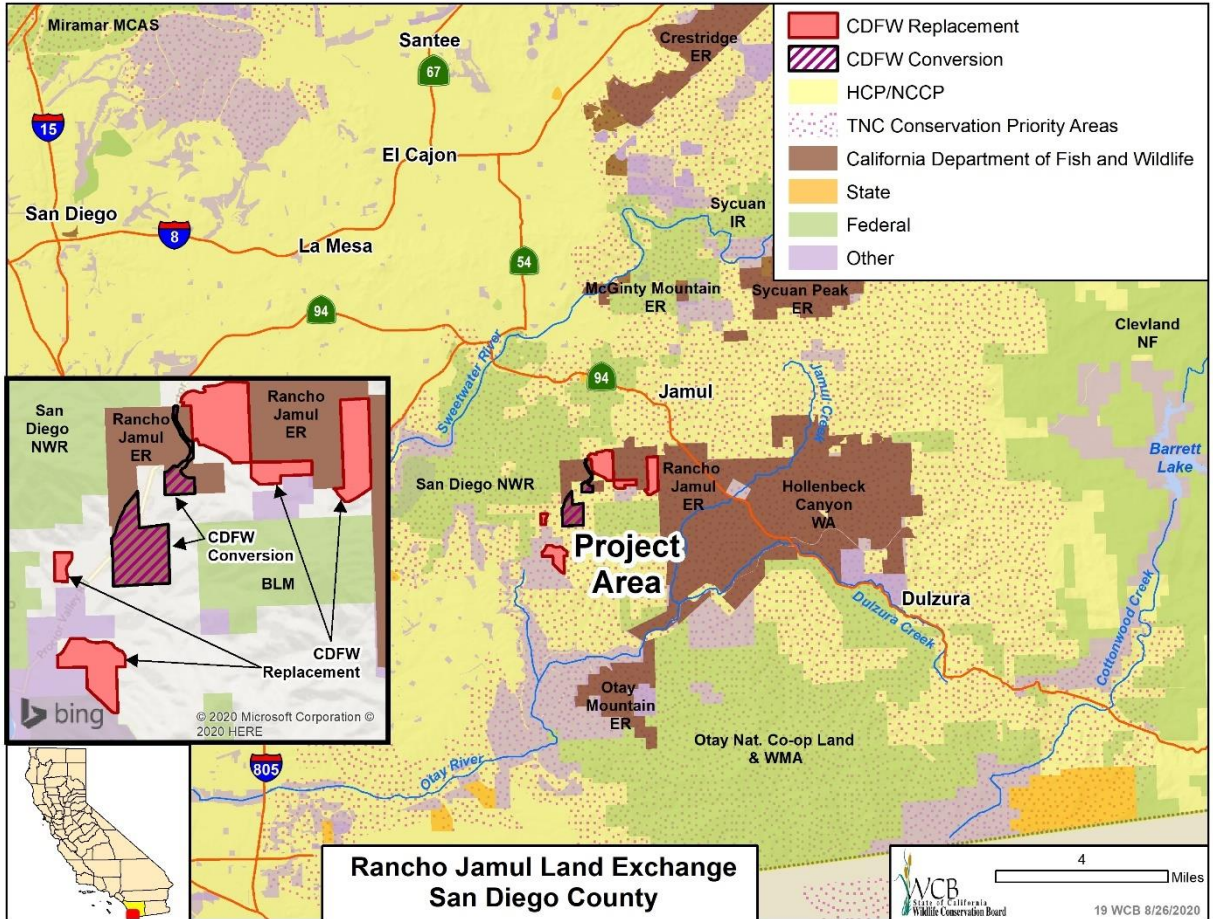 Miramar MCAS
Santee
67
Crestridge
ER
15
El Cajon
San Diego
8
La Mesa
Sycuan
IR
54
94
McGinty Mountain
ER
Sycuan Peak
ER
Clevland
NF
Sweetwater River
94
Jamul
Jamul Creek
Barrett
Lake
San Diego NWR
Rancho
Jamul
ER
Hollenbeck
Canyon
WA
Project
Area
Dulzura
Dulzura Creek
Cottonwood Creek
Otay
Mountain
ER
Otay Nat. Co-op Land
& WMA
Otay River
805
CDFW Replacement
CDFW Conversion
HCP/NCCP
TNC Conservation Priority Areas
California Department of Fish and Wildlife
State
Federal
Other
San
Diego
NWR
Rancho
Jamul
ER
Rancho
Jamul
ER
CDFW
Conversion
BLM
CDFW
Replacement
bing
© 2020 Microsoft Corporation ©
2020 HERE
Rancho Jamul Land Exchange
San Diego County
WCB
State of California
Wildlife Conservation Board
4
Miles
19 WCB 8/26/2020